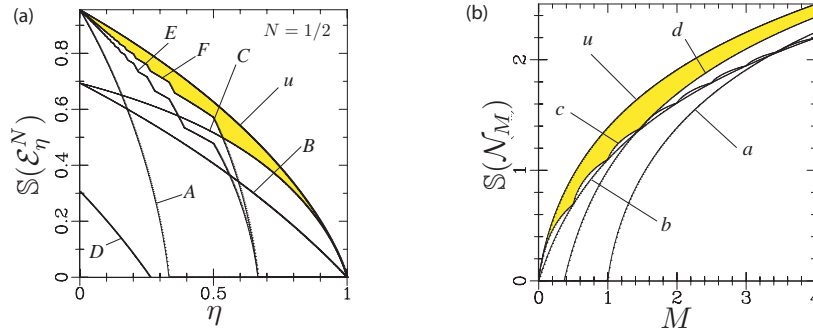 (a)
N = 1/2
E
F
C
u
B
A
D
𝕊(ℰ_η^N)
0 0.2 0.4 0.6 0.8
0 0.5 1
η
(b)
u
d
c
a
b
𝕊(𝒩_M)
0 1 2
0 1 2 3 4
M